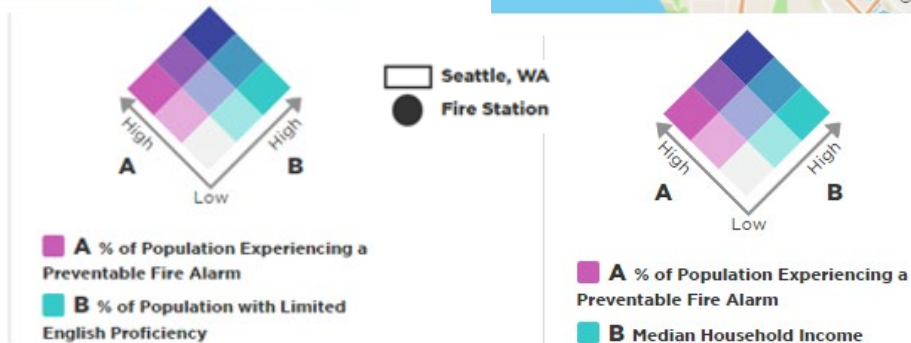 High
High
A
B
Low
A % of Population Experiencing a
Preventable Fire Alarm
B % of Population with Limited
English Proficiency
Seattle, WA
Fire Station
High
High
A
B
Low
A % of Population Experiencing a
Preventable Fire Alarm
B Median Household Income